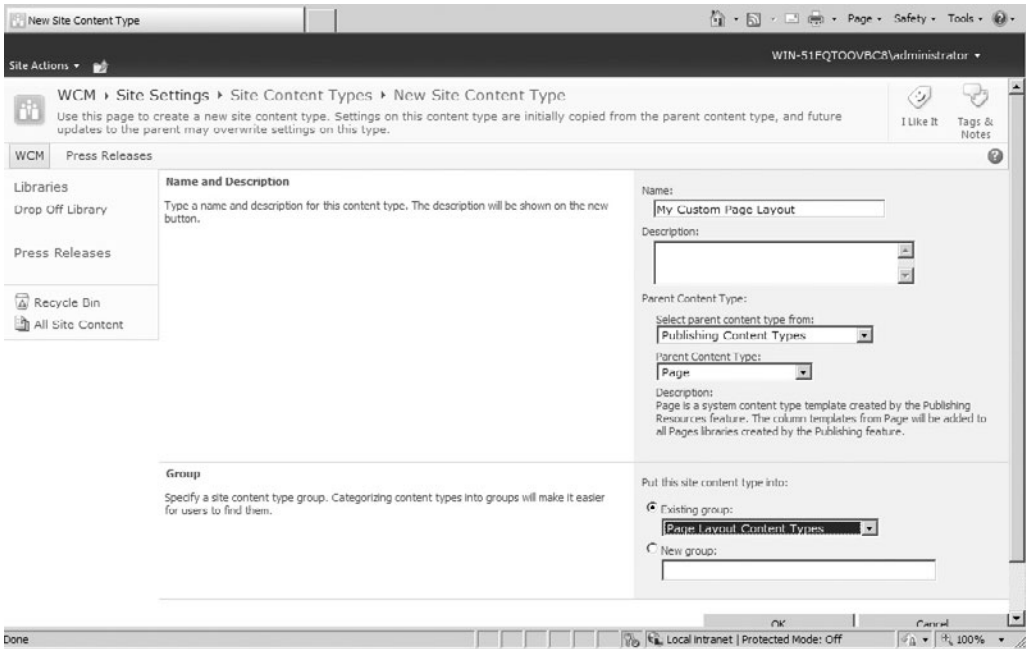 New Site Content Type
Page Safety Tools
WIN-51EQTOOVBC8\administrator
Site Actions
WCM Site Settings Site Content Types New Site Content Type
Use this page to create a new site content type. Settings on this content type are initially copied from the parent content type, and future
updates to the parent may overwrite settings on this type.
I Like It
Tags &
Notes
WCM Press Releases
Libraries
Drop Off Library
Press Releases
Recycle Bin
All Site Content
Name and Description
Type a name and description for this content type. The description will be shown on the new
button.
Name:
My Custom Page Layout
Description:
Parent Content Type:
Select parent content type from:
Publishing Content Types
Parent Content Type:
Page
Description:
Page is a system content type template created by the Publishing
Resources feature. The column templates from Page will be added to
all Pages libraries created by the Publishing feature.
Group
Specify a site content type group. Categorizing content types into groups will make it easier
for users to find them.
Put this site content type into:
Existing group:
Page Layout Content Types
New group:
OK Cancel
Done
Local intranet | Protected Mode: Off
100%